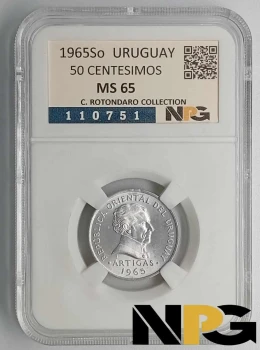 1965So URUGUAY
50 CENTESIMOS
MS 65
C. ROTONDARO COLLECTION
110751
NPG
REPUBLICA ORIENTAL DEL URUGUAY
ARTIGAS
1965
NPG